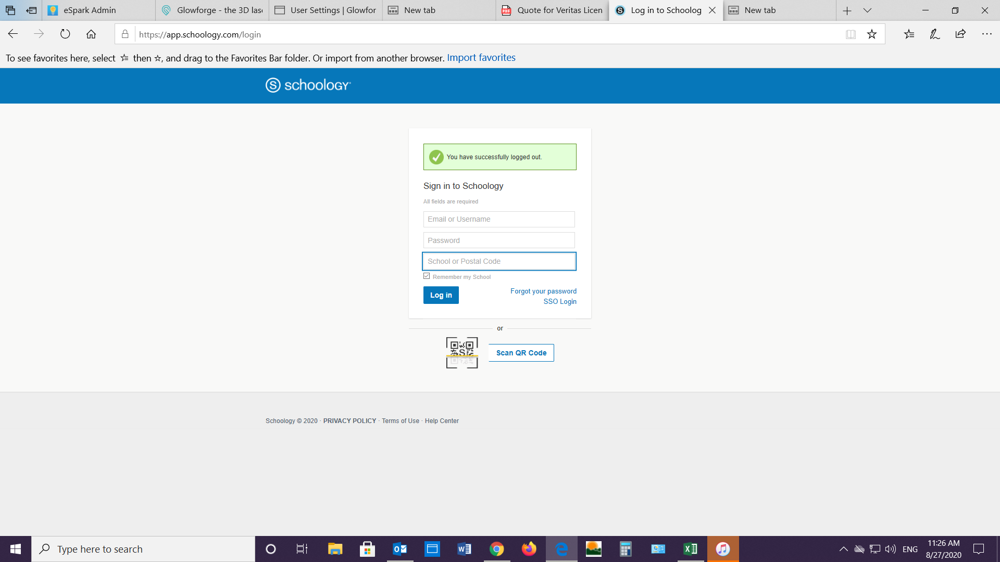 eSpark Admin
Glowforge - the 3D lase
User Settings | Glowfor
New tab
Quote for Veritas Licen
Log in to Schoolog
New tab
https://app.schoology.com/login
To see favorites here, select then ☆, and drag to the Favorites Bar folder. Or import from another browser. Import favorites
S schoology
You have successfully logged out.
Sign in to Schoology
All fields are required
Email or Username
Password
School or Postal Code
Remember my School
Log in
Forgot your password
SSO Login
or
Scan QR Code
Schoology © 2020 · PRIVACY POLICY · Terms of Use · Help Center
Type here to search
ENG
11:26 AM
8/27/2020